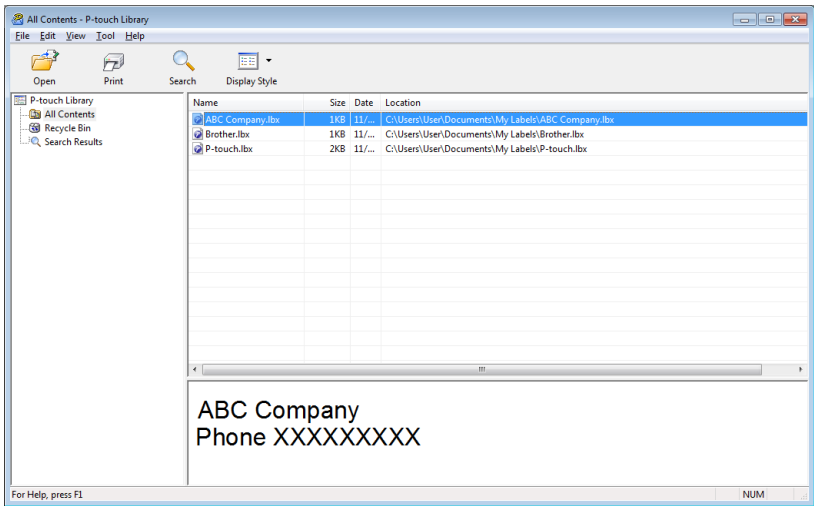 All Contents - P-touch Library
File Edit View Tool Help
Open Print Search Display Style
P-touch Library
All Contents
Recycle Bin
Search Results
Name Size Date Location
ABC Company.lbx 1KB 11/... C:\Users\User\Documents\My Labels\ABC Company.lbx
Brother.lbx 1KB 11/... C:\Users\User\Documents\My Labels\Brother.lbx
P-touch.lbx 2KB 11/... C:\Users\User\Documents\My Labels\P-touch.lbx
ABC Company
Phone XXXXXXXXX
For Help, press F1 NUM